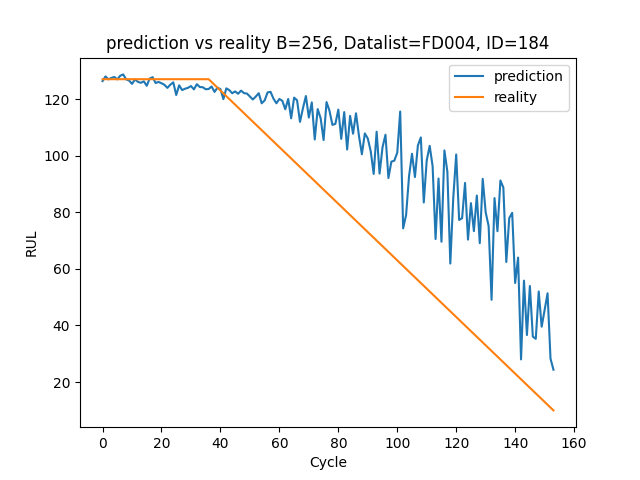 prediction vs reality B=256, Datalist=FD004, ID=184
prediction
reality
RUL
120
100
80
60
40
20
0 20 40 60 80 100 120 140 160
Cycle